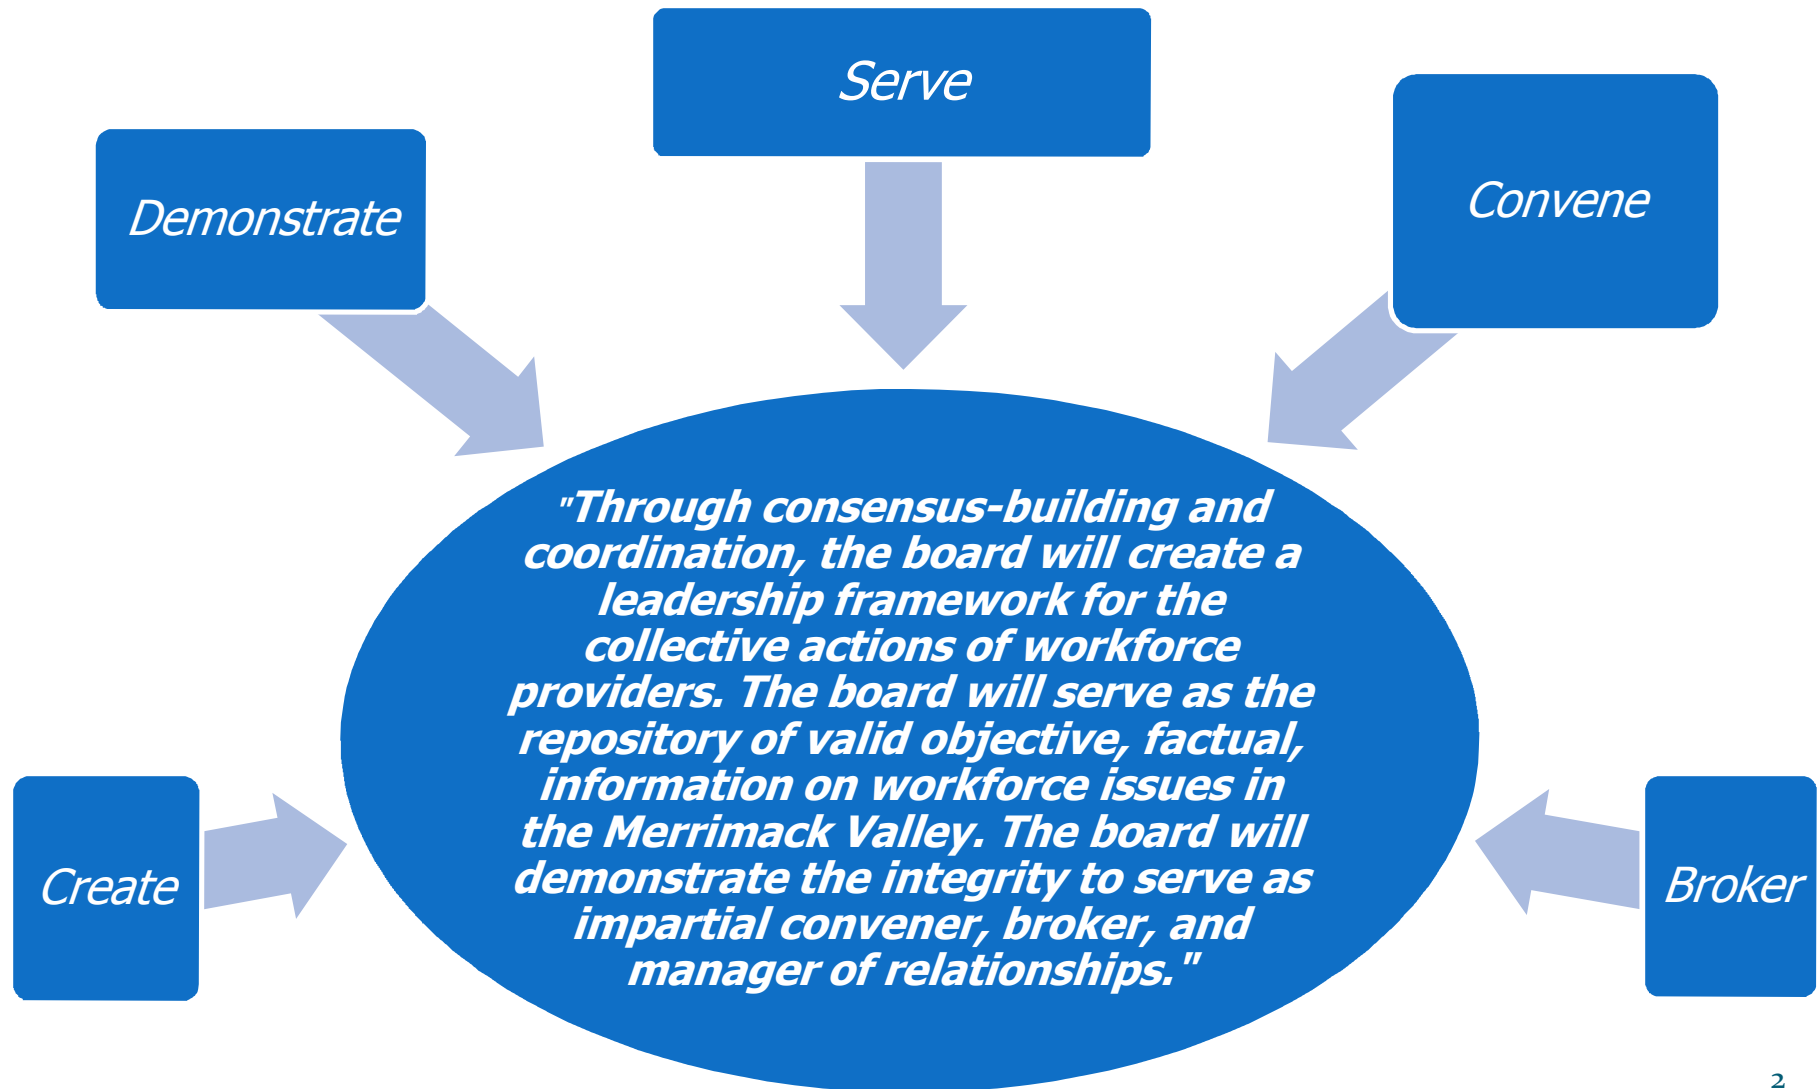 Serve
Demonstrate
Convene
"Through consensus-building and
coordination, the board will create a
leadership framework for the
collective actions of workforce
providers. The board will serve as the
repository of valid objective, factual,
information on workforce issues in
the Merrimack Valley. The board will
demonstrate the integrity to serve as
impartial convener, broker, and
manager of relationships."
Create
Broker
2